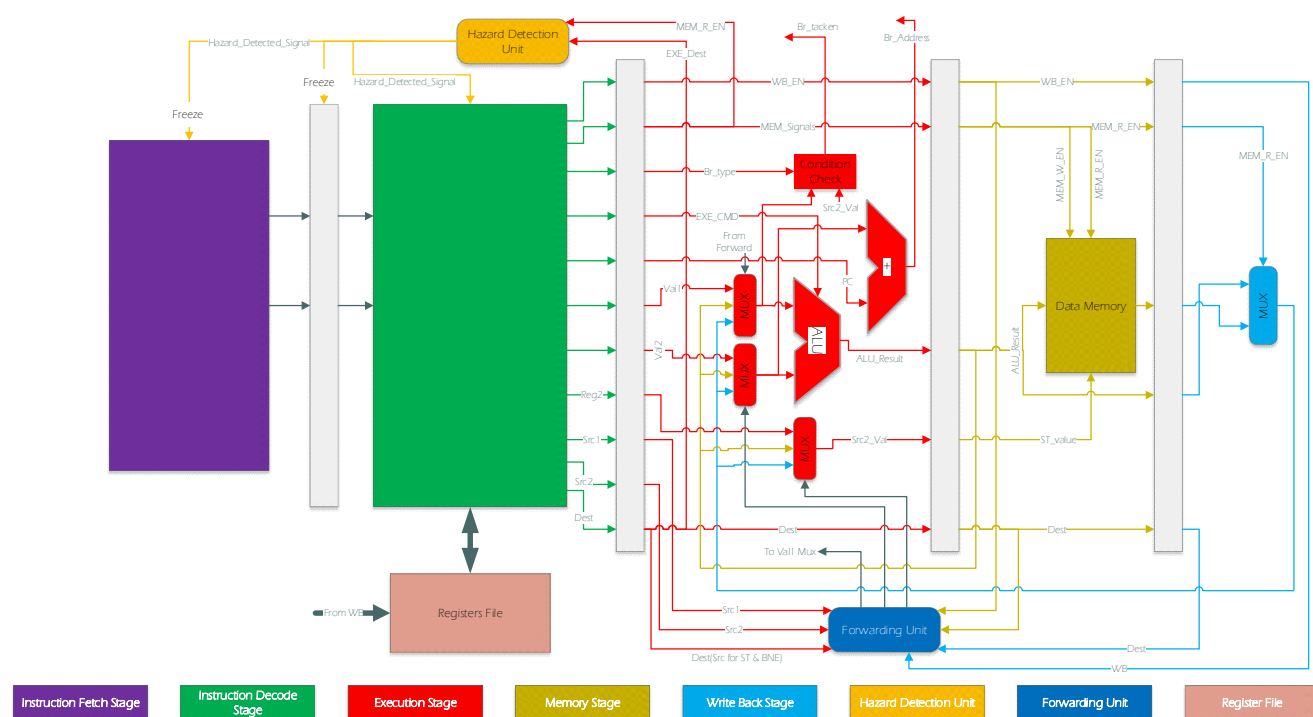 Hazard Detection
Unit
MEM_R_EN
EXE_Dest
Br_tacken
Br_Address
Hazard_Detected_Signal
Hazard_Detected_Signal
Freeze
Freeze
WB_EN
WB_EN
MEM_Signals
MEM_R_EN
MEM_R_EN
MEM_W_EN
MEM_R_EN
Br_type
Condition
Check
Src2_Val
EXE_CMD
From
Forward
+
PC
Val1
MUX
ALU
Data Memory
MUX
Val2
MUX
ALU_Result
ALU_Result
Reg2
Src1
MUX
Src2_Val
ST_value
Src2
Dest
Dest
Dest
To Val1 Mux
Registers File
From WB
Src1
Src2
Forwarding Unit
Dest(Src for ST & BNE)
Dest
WB
Instruction Fetch Stage
Instruction Decode
Stage
Execution Stage
Memory Stage
Write Back Stage
Hazard Detection Unit
Forwarding Unit
Register File